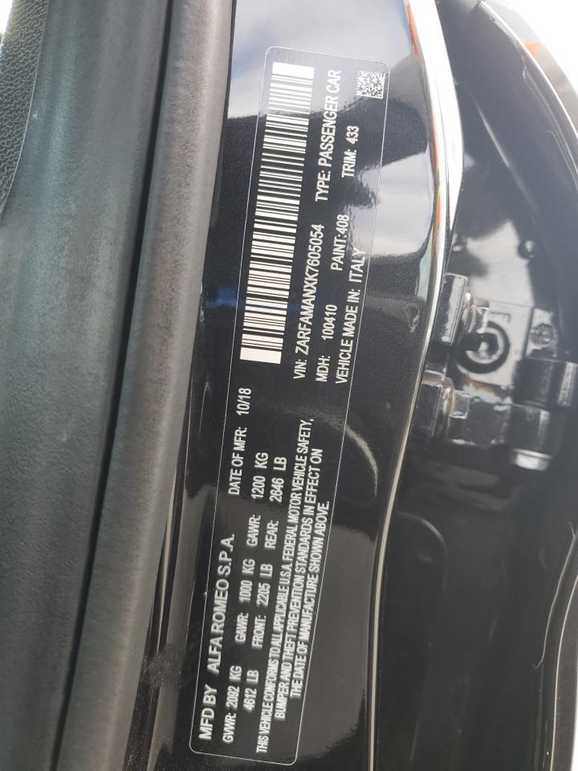 MFD BY ALFA ROMEO S.P.A. DATE OF MFR: 10/18
GVWR: 2092 KG GAWR: 1000 KG GAWR: 1200 KG
4612 LB FRONT: 2205 LB REAR: 2646 LB
THIS VEHICLE CONFORMS TO ALL APPLICABLE U.S.A. FEDERAL MOTOR VEHICLE SAFETY,
BUMPER AND THEFT PREVENTION STANDARDS IN EFFECT ON
THE DATE OF MANUFACTURE SHOWN ABOVE.
VIN: ZARFAMANXK7605054 TYPE: PASSENGER CAR
MDH: 100410 PAINT:408 TRIM: 433
VEHICLE MADE IN: ITALY